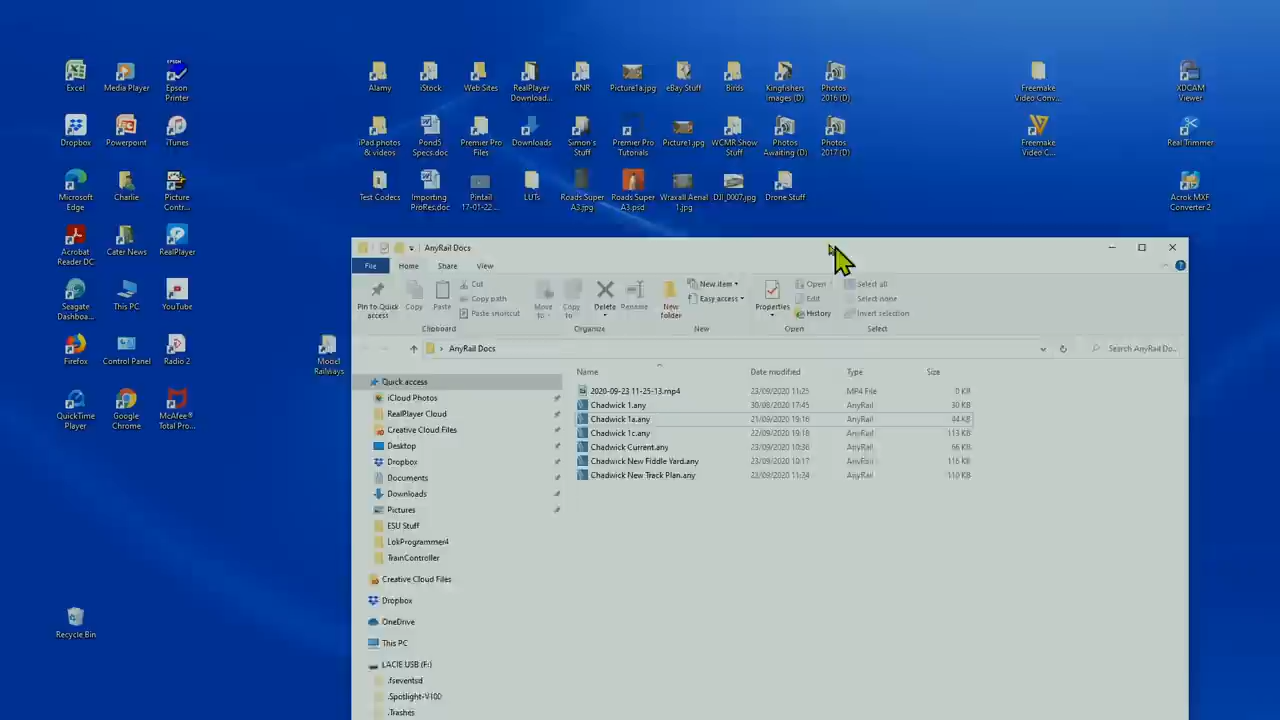 Excel Media Player Epson Printer
Alamy iStock Web Sites RealPlayer Download... RNR Picture1a.jpg eBay Stuff Birds Kingfishers Images (D) Photos 2016 (D)
Freemake Video Conv... XDCAM Viewer
Dropbox Powerpoint iTunes
iPad photos & videos Pond5 Specs.doc Premier Pro Files Downloads Simon's Stuff Premier Pro Tutorials Picture1.jpg WCMR Show Stuff Photos Awaiting (D) Photos 2017 (D)
Freemake Video C... Real Trimmer
Microsoft Edge Charlie Picture Contr...
Test Codecs Importing ProRes.doc Pintail 17-01-22 ... LUTs Roads Super A3.jpg Roads Super A3.psd Wraxall Aerial 1.jpg DJI_0007.jpg Drone Stuff
Acrok MXF Converter 2
Acrobat Reader DC Cater News RealPlayer
Seagate Dashboa... This PC YouTube
Firefox Control Panel Radio 2
Model Railways
QuickTime Player Google Chrome McAfee® Total Pro...
Recycle Bin
AnyRail Docs
File Home Share View
Pin to Quick access
Copy
Paste
Cut
Copy path
Paste shortcut
Clipboard
Move to
Copy to
Delete
Rename
Organize
New folder
New item
Easy access
New
Properties
Open
Edit
History
Open
Select all
Select none
Invert selection
Select
AnyRail Docs
Search AnyRail Do...
Name Date modified Type Size
2020-09-23 11-25-13.mp4 23/09/2020 11:25 MP4 File 0 KB
Chadwick 1.any 30/08/2020 17:45 AnyRail 30 KB
Chadwick 1a.any 21/09/2020 19:16 AnyRail 44 KB
Chadwick 1c.any 22/09/2020 19:18 AnyRail 113 KB
Chadwick Current.any 23/09/2020 10:36 AnyRail 66 KB
Chadwick New Fiddle Yard.any 23/09/2020 10:17 AnyRail 116 KB
Chadwick New Track Plan.any 23/09/2020 11:24 AnyRail 110 KB
Quick access
iCloud Photos
RealPlayer Cloud
Creative Cloud Files
Desktop
Dropbox
Documents
Downloads
Pictures
ESU Stuff
LokProgrammer4
TrainController
Creative Cloud Files
Dropbox
OneDrive
This PC
LACIE USB (F:)
.fseventsd
.Spotlight-V100
.Trashes